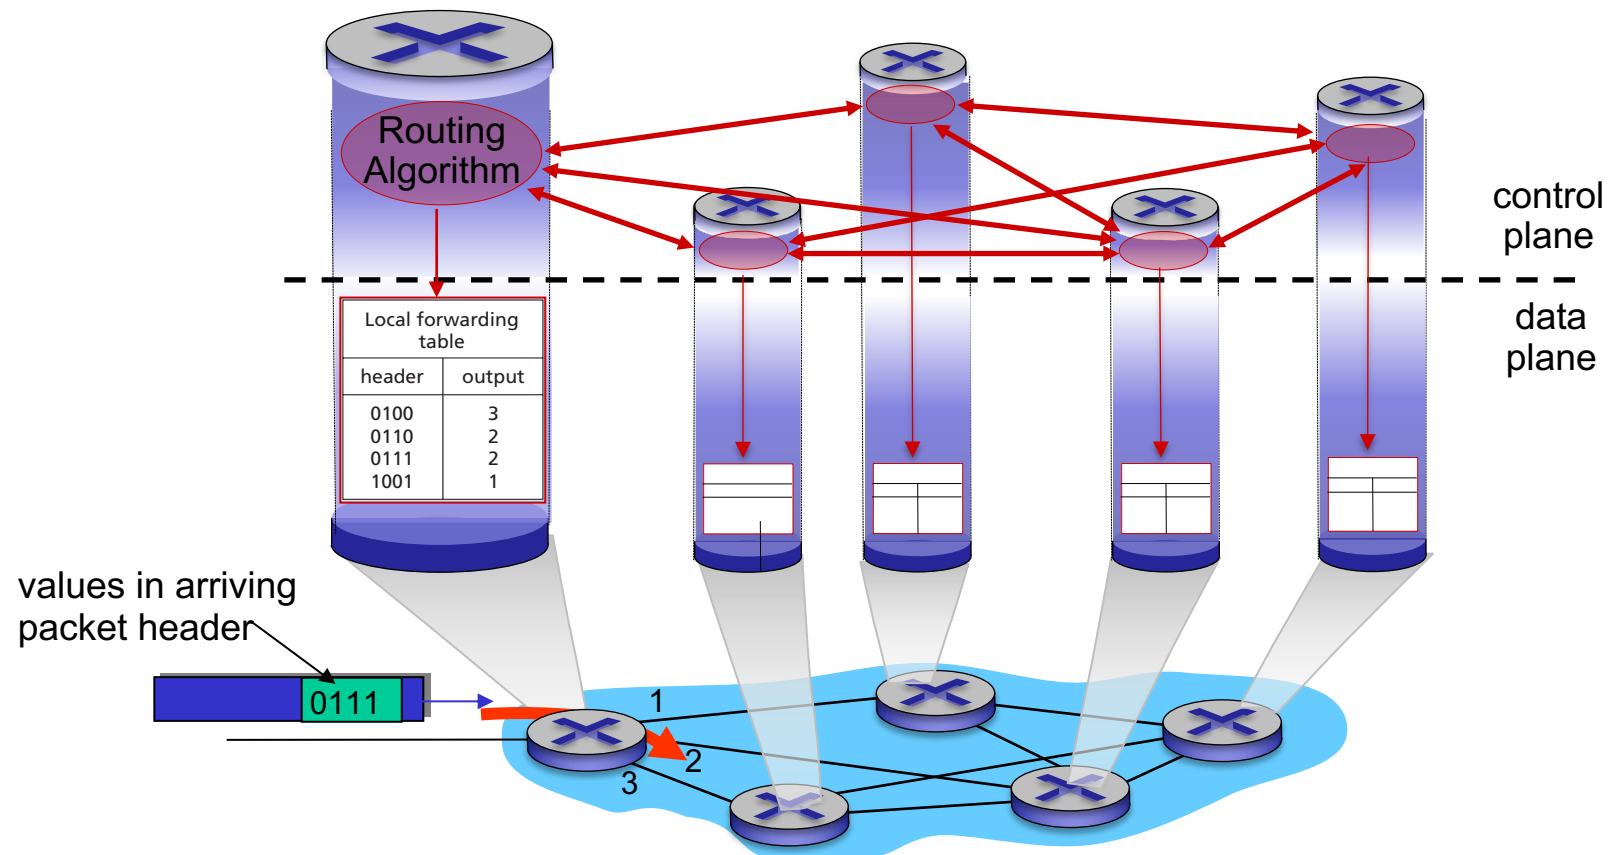 Routing
Algorithm
control
plane
data
plane
Local forwarding
table
header output
0100 3
0110 2
0111 2
1001 1
values in arriving
packet header
0111
1
2
3